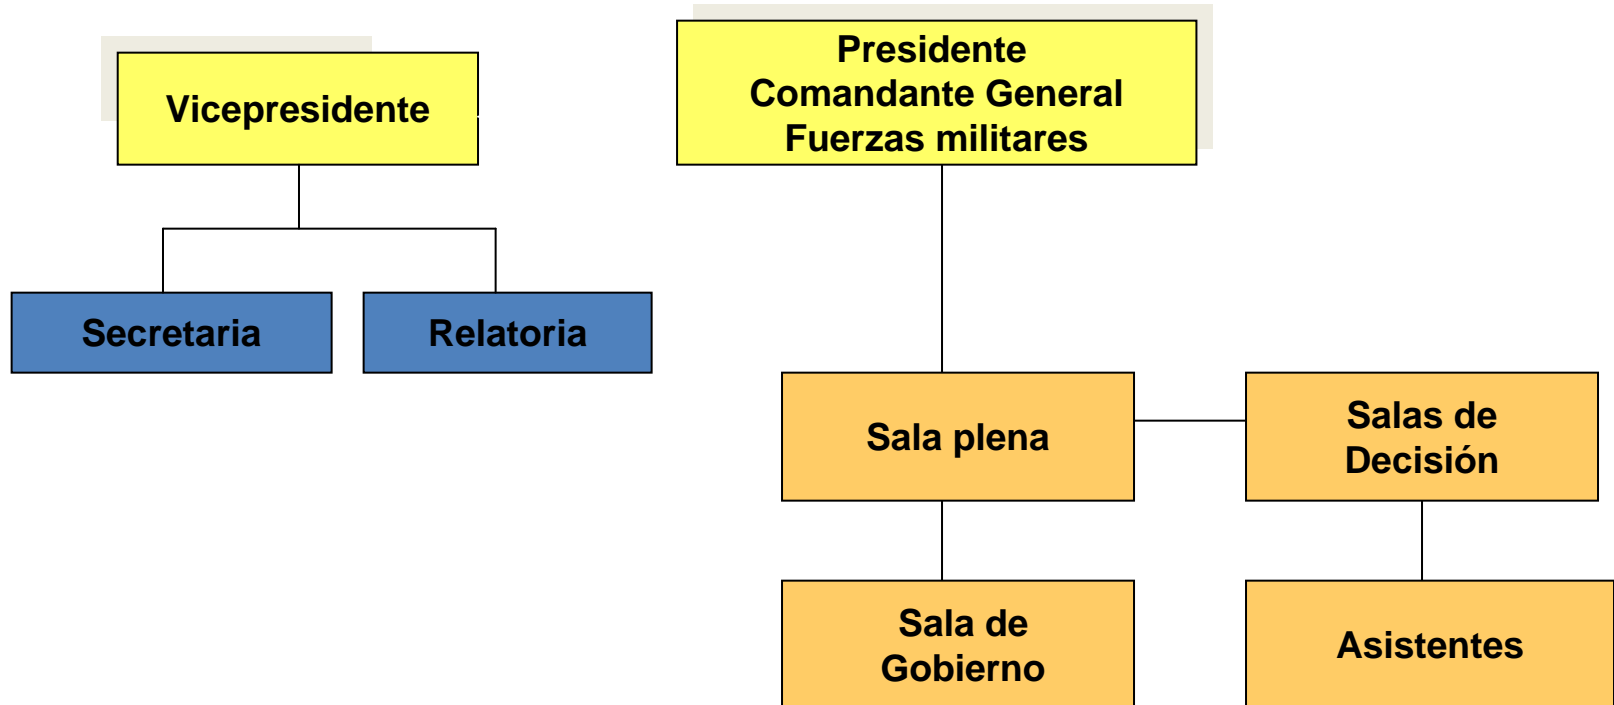 Vicepresidente
Presidente
Comandante General
Fuerzas militares
Secretaria
Relatoria
Sala plena
Salas de
Decisión
Sala de
Gobierno
Asistentes